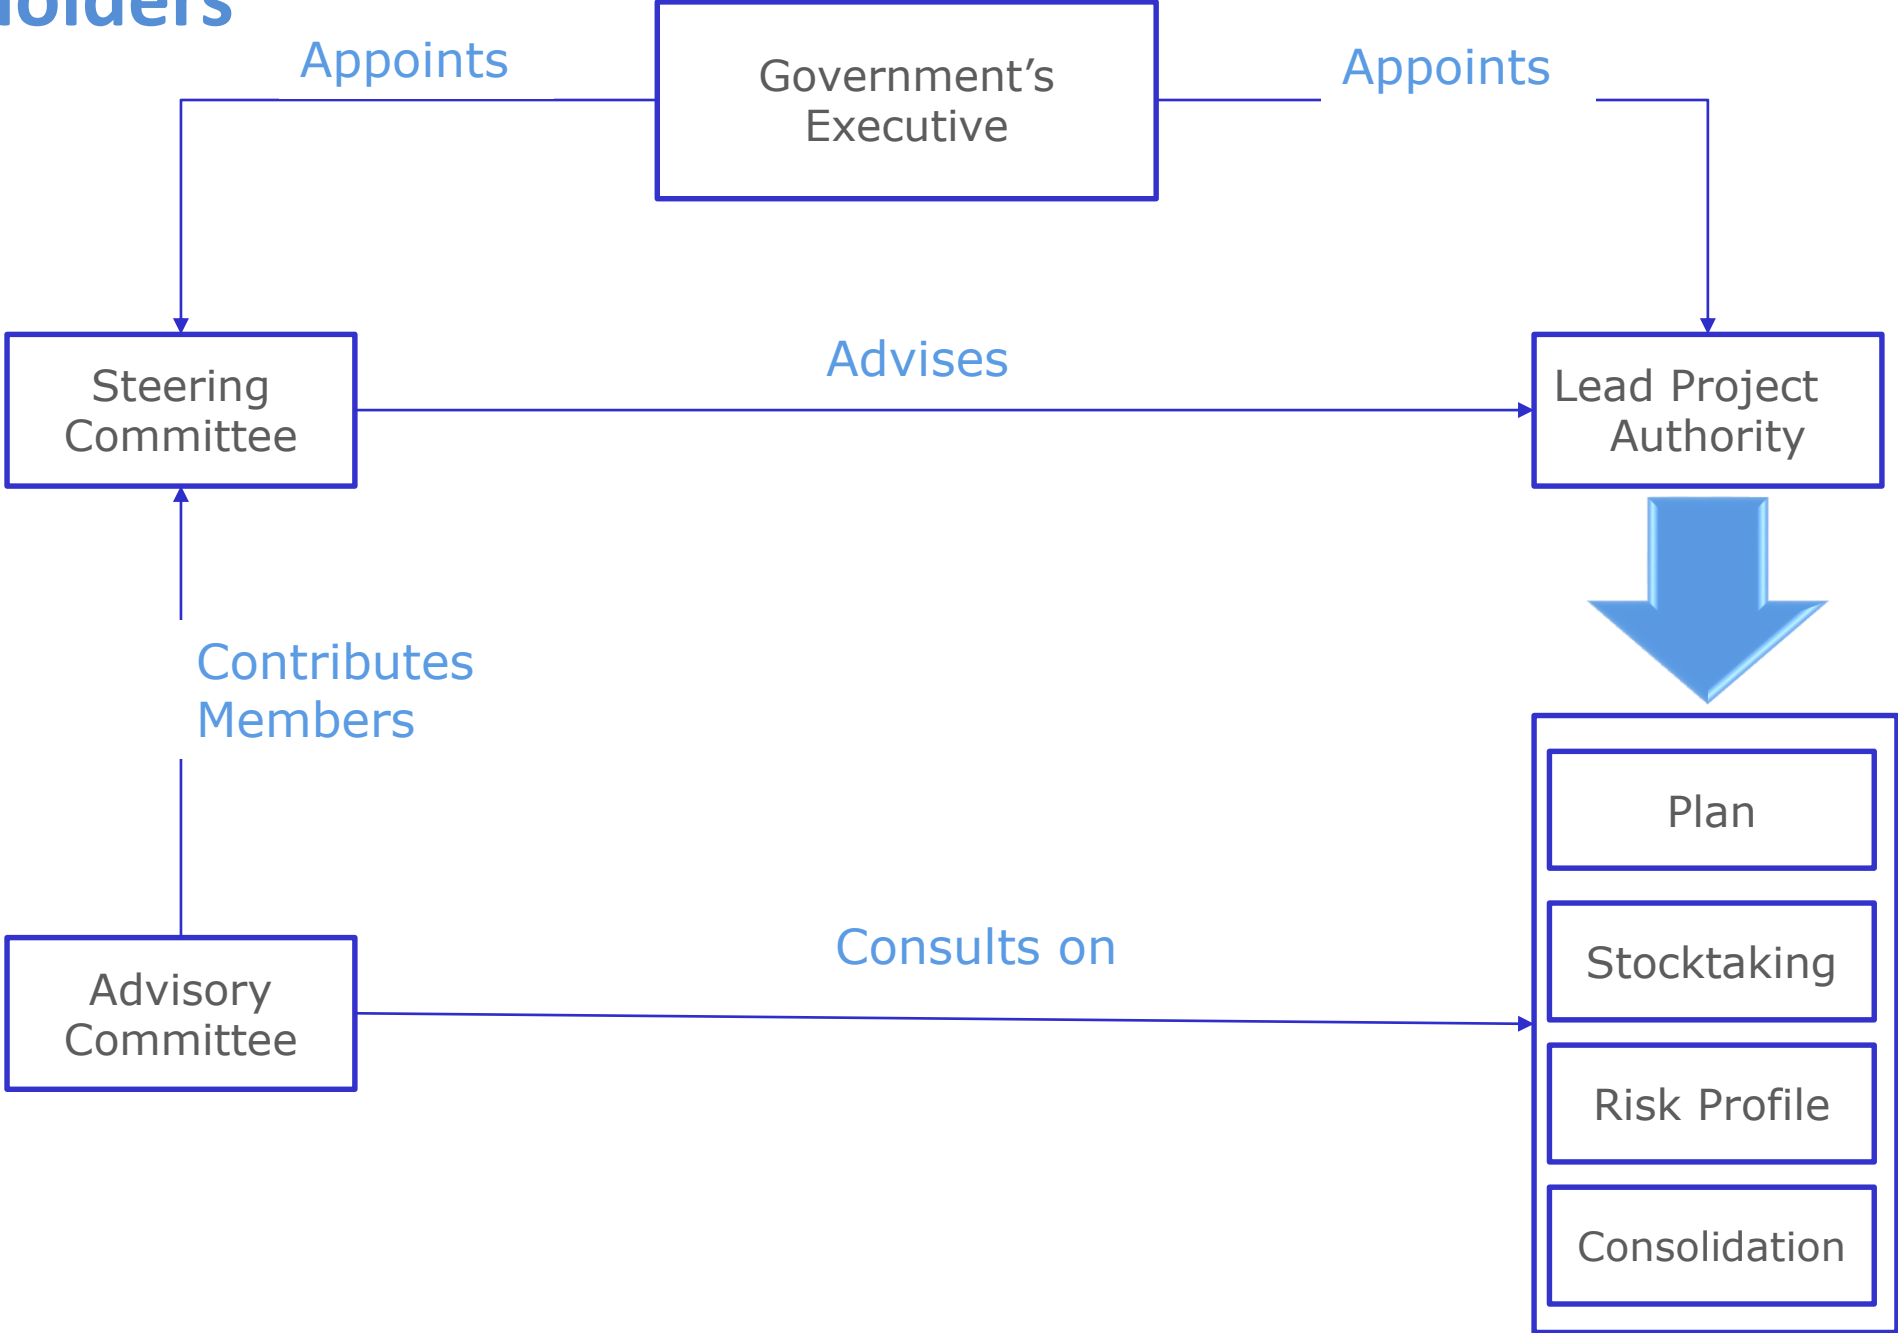 Appoints
Government’s
Executive
Appoints
Steering
Committee
Advises
Lead Project
Authority
Contributes
Members
Plan
Advisory
Committee
Consults on
Stocktaking
Risk Profile
Consolidation